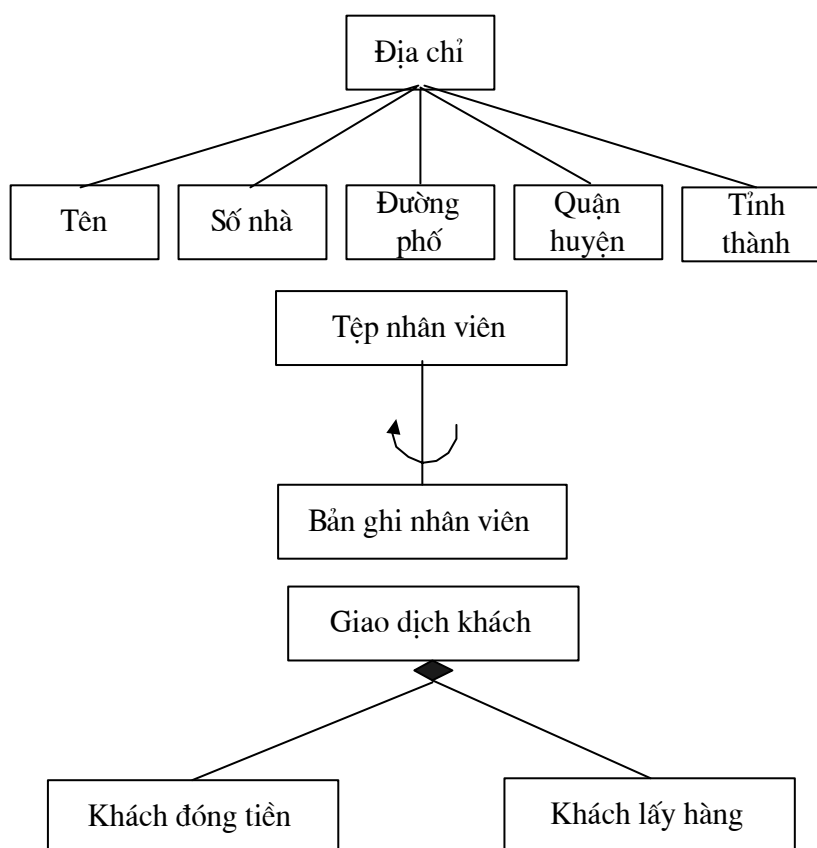 Địa chỉ
Tên
Số nhà
Đường
phố
Quận
huyện
Tỉnh
thành
Tệp nhân viên
Bản ghi nhân viên
Giao dịch khách
Khách đóng tiền
Khách lấy hàng